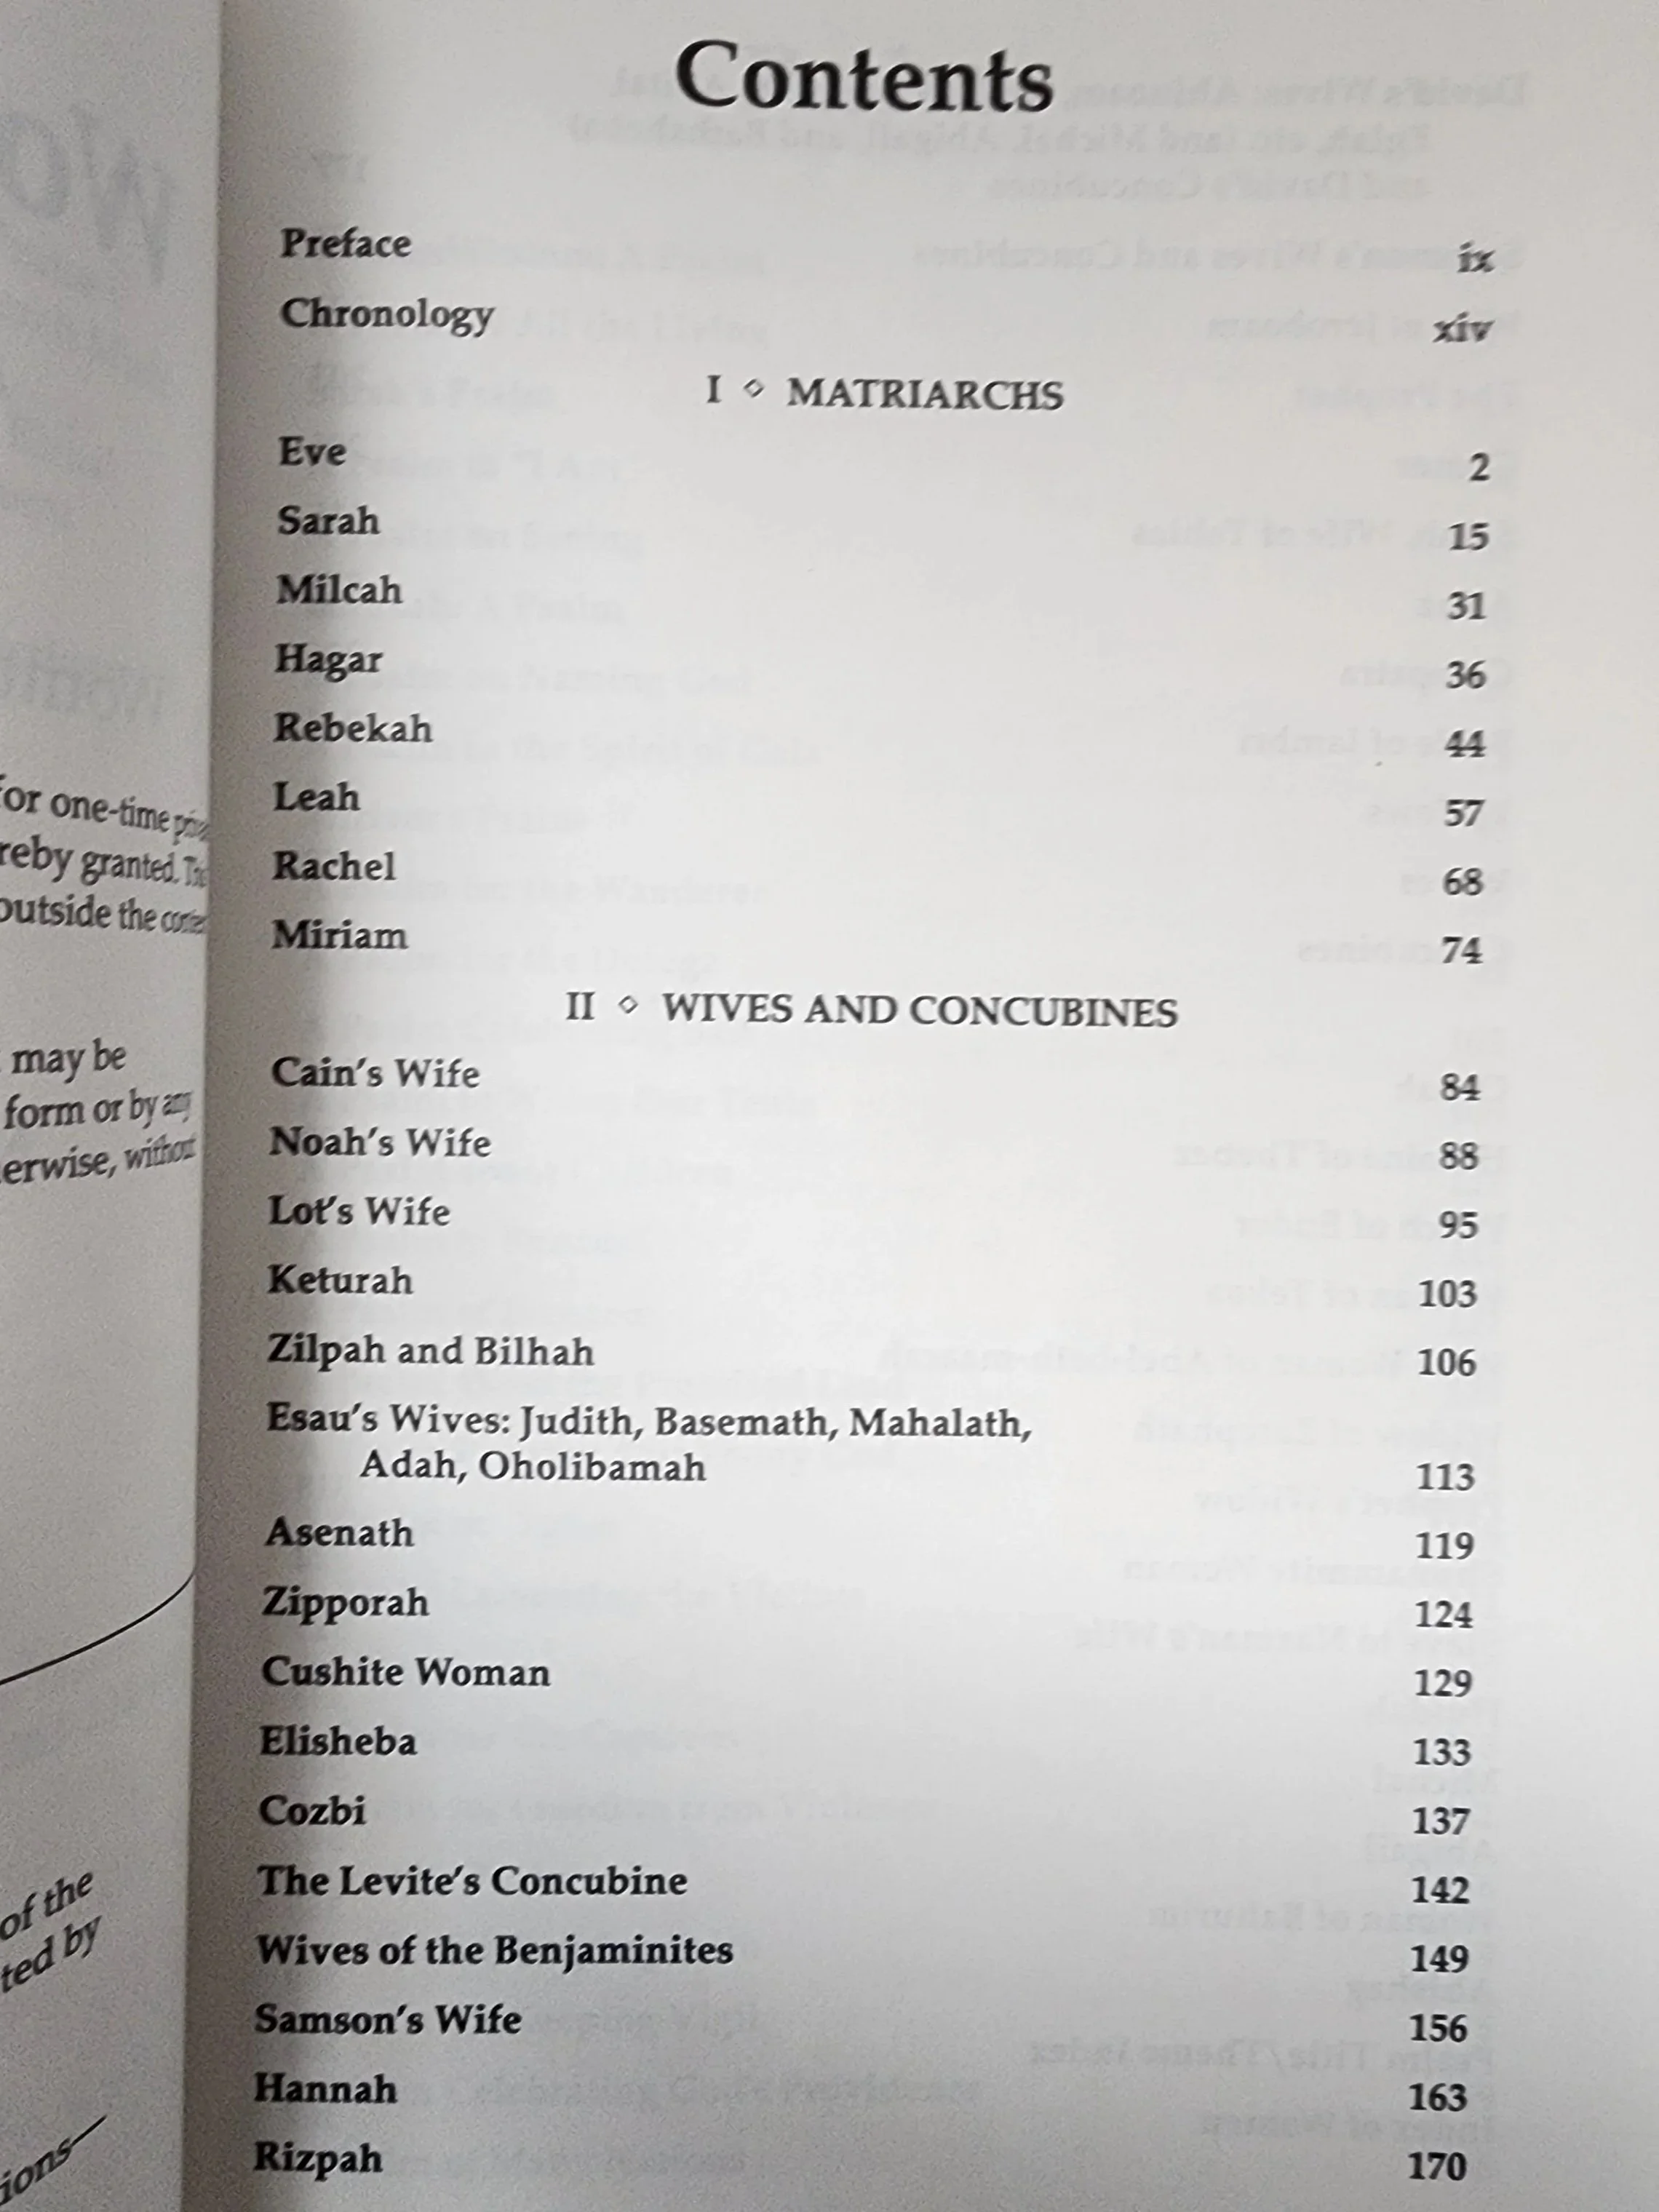 Contents
Preface ix
Chronology xiv
I ⋄ MATRIARCHS
Eve 2
Sarah 15
Milcah 31
Hagar 36
Rebekah 44
Leah 57
Rachel 68
Miriam 74
II ⋄ WIVES AND CONCUBINES
Cain's Wife 84
Noah's Wife 88
Lot's Wife 95
Keturah 103
Zilpah and Bilhah 106
Esau's Wives: Judith, Basemath, Mahalath,
Adah, Oholibamah 113
Asenath 119
Zipporah 124
Cushite Woman 129
Elisheba 133
Cozbi 137
The Levite's Concubine 142
Wives of the Benjaminites 149
Samson's Wife 156
Hannah 163
Rizpah 170
for one-time
reby granted.
outside the
may be
form or by any
erwise, without
of the
ted by
ions—